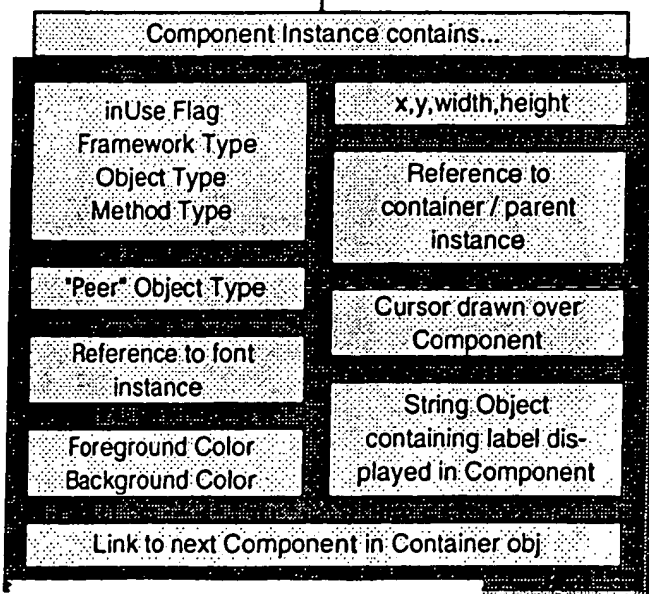 Component Instance contains...
inUse Flag
Framework Type
Object Type
Method Type
"Peer" Object Type
Reference to font
instance
Foreground Color
Background Color
x,y,width,height
Reference to
container / parent
instance
Cursor drawn over
Component
String Object
containing label dis-
played in Component
Link to next Component in Container obj